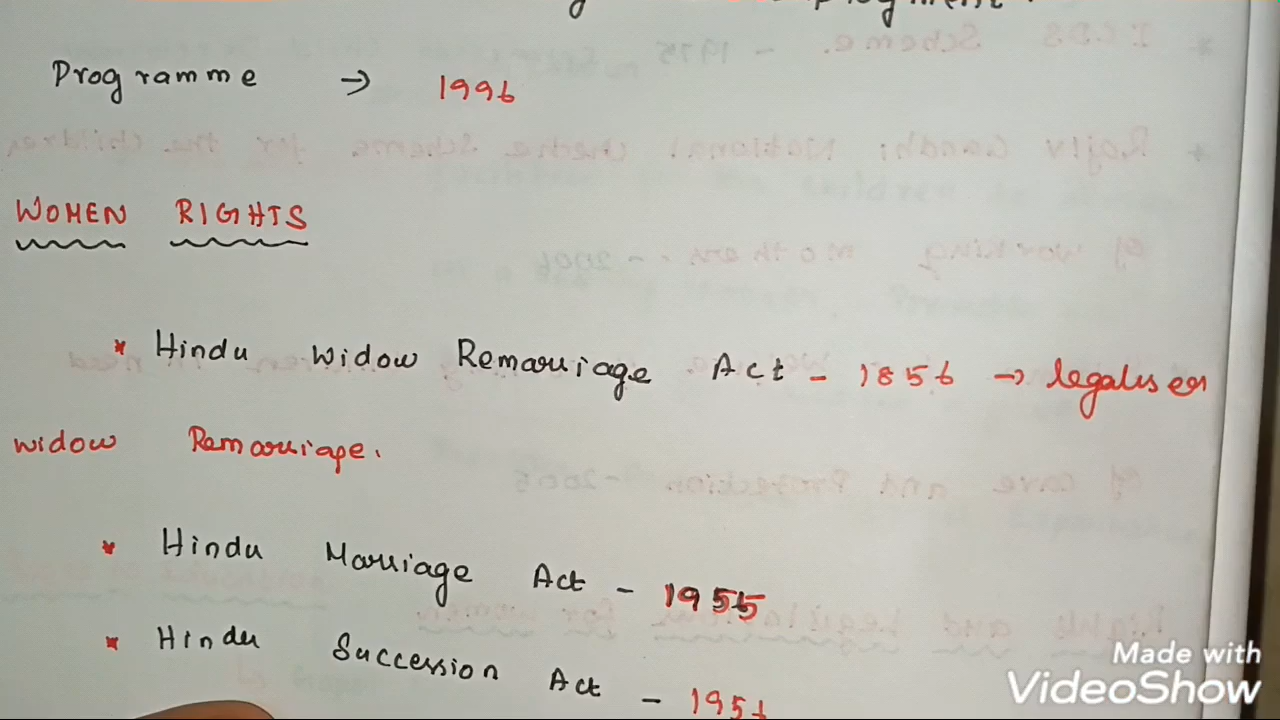 Programme → 1996
WOMEN RIGHTS
* Hindu Widow Remarriage Act - 1856 → legalises
widow Remarriage.
* Hindu Marriage Act - 1955
* Hindu Succession Act - 1956
Made with
VideoShow